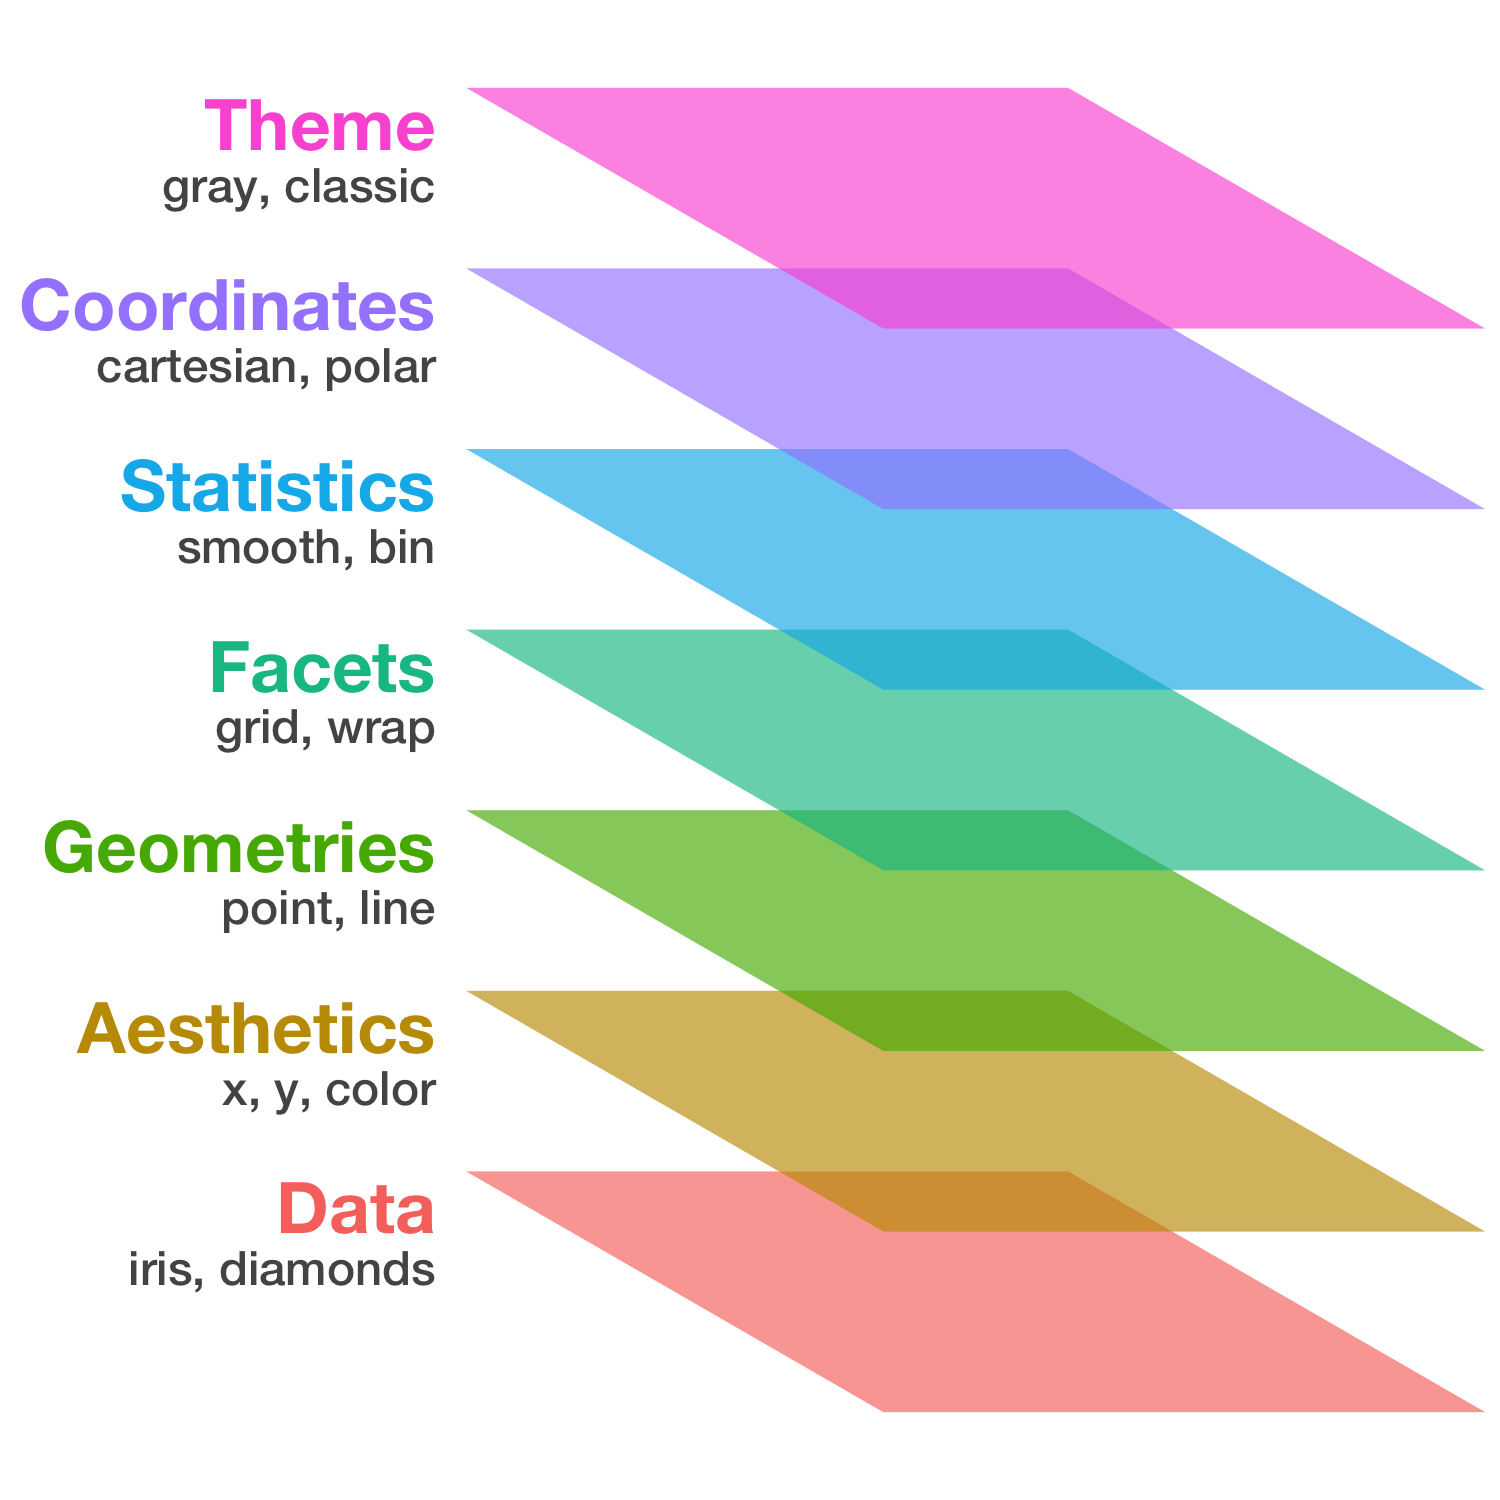 Theme
gray, classic
Coordinates
cartesian, polar
Statistics
smooth, bin
Facets
grid, wrap
Geometries
point, line
Aesthetics
x, y, color
Data
iris, diamonds